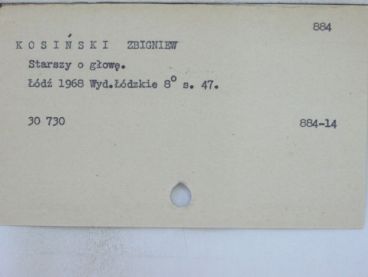 884
KOSIŃSKI ZBIGNIEW
Starszy o głowę.
Łódź 1968 Wyd.Łódzkie 8° s. 47.
30 730 884-14